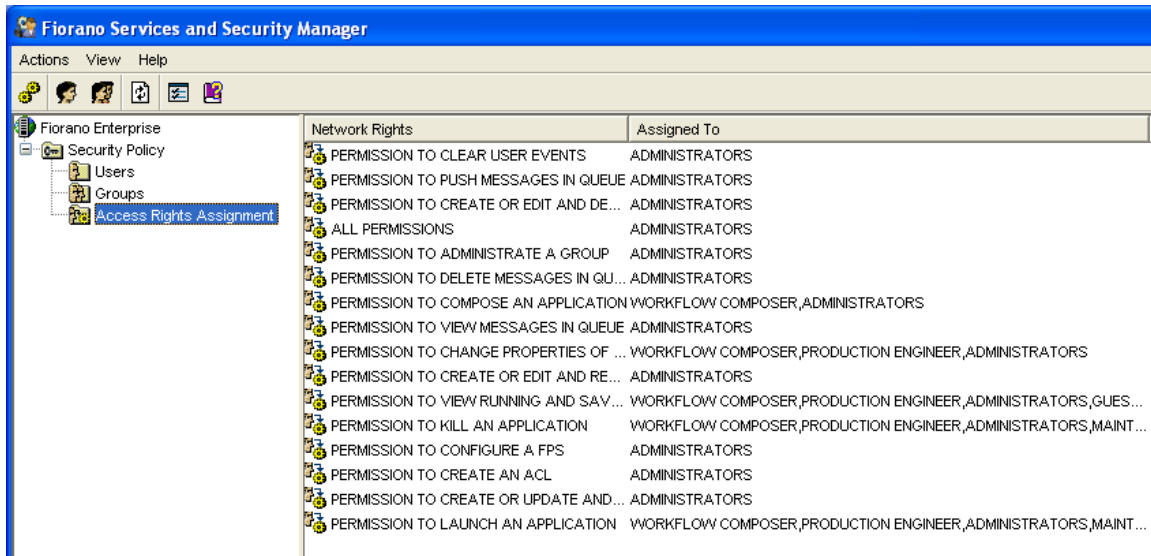 Fiorano Services and Security Manager
Actions View Help
Fiorano Enterprise
Security Policy
Users
Groups
Access Rights Assignment
Network Rights Assigned To
PERMISSION TO CLEAR USER EVENTS ADMINISTRATORS
PERMISSION TO PUSH MESSAGES IN QUEUE ADMINISTRATORS
PERMISSION TO CREATE OR EDIT AND DE... ADMINISTRATORS
ALL PERMISSIONS ADMINISTRATORS
PERMISSION TO ADMINISTRATE A GROUP ADMINISTRATORS
PERMISSION TO DELETE MESSAGES IN QU... ADMINISTRATORS
PERMISSION TO COMPOSE AN APPLICATION WORKFLOW COMPOSER,ADMINISTRATORS
PERMISSION TO VIEW MESSAGES IN QUEUE ADMINISTRATORS
PERMISSION TO CHANGE PROPERTIES OF ... WORKFLOW COMPOSER,PRODUCTION ENGINEER,ADMINISTRATORS
PERMISSION TO CREATE OR EDIT AND RE... ADMINISTRATORS
PERMISSION TO VIEW RUNNING AND SAV... WORKFLOW COMPOSER,PRODUCTION ENGINEER,ADMINISTRATORS,GUES...
PERMISSION TO KILL AN APPLICATION WORKFLOW COMPOSER,PRODUCTION ENGINEER,ADMINISTRATORS,MAINT...
PERMISSION TO CONFIGURE A FPS ADMINISTRATORS
PERMISSION TO CREATE AN ACL ADMINISTRATORS
PERMISSION TO CREATE OR UPDATE AND... ADMINISTRATORS
PERMISSION TO LAUNCH AN APPLICATION WORKFLOW COMPOSER,PRODUCTION ENGINEER,ADMINISTRATORS,MAINT...